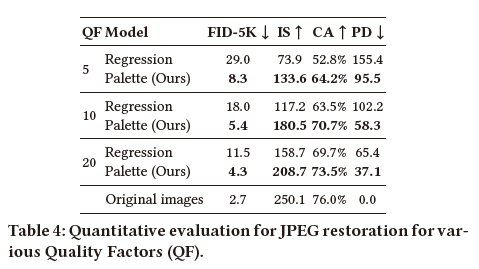 QF Model FID-5K ↓ IS ↑ CA ↑ PD ↓
5
Regression 29.0 73.9 52.8% 155.4
Palette (Ours) 8.3 133.6 64.2% 95.5
10
Regression 18.0 117.2 63.5% 102.2
Palette (Ours) 5.4 180.5 70.7% 58.3
20
Regression 11.5 158.7 69.7% 65.4
Palette (Ours) 4.3 208.7 73.5% 37.1
Original images 2.7 250.1 76.0% 0.0
Table 4: Quantitative evaluation for JPEG restoration for var-
ious Quality Factors (QF).